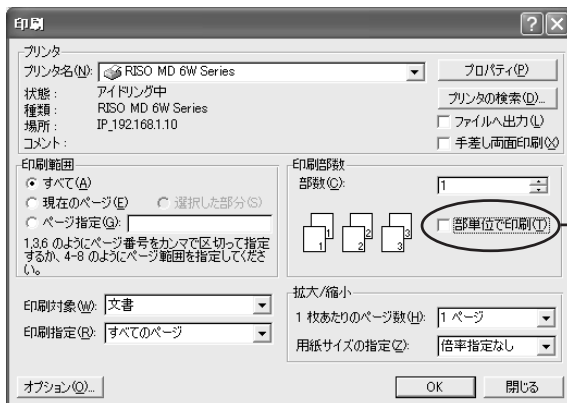 印刷
プリンタ
プリンタ名(N): RISO MD 6W Series
プロパティ(P)
状態： アイドリング中
プリンタの検索(D)...
種類： RISO MD 6W Series
場所： IP_192.168.1.10
ファイルへ出力(L)
コメント：
手差し両面印刷(X)
印刷範囲
すべて(A)
現在のページ(E)
選択した部分(S)
ページ指定(G):
1,3,6 のようにページ番号をカンマで区切って指定
するか、4-8 のようにページ範囲を指定してくださ
い。
印刷部数
部数(C): 1
1 1 2 2 3 3
部単位で印刷(T)
印刷対象(W): 文書
印刷指定(R): すべてのページ
拡大/縮小
1 枚あたりのページ数(H): 1 ページ
用紙サイズの指定(Z): 倍率指定なし
オプション(O)...
OK
閉じる